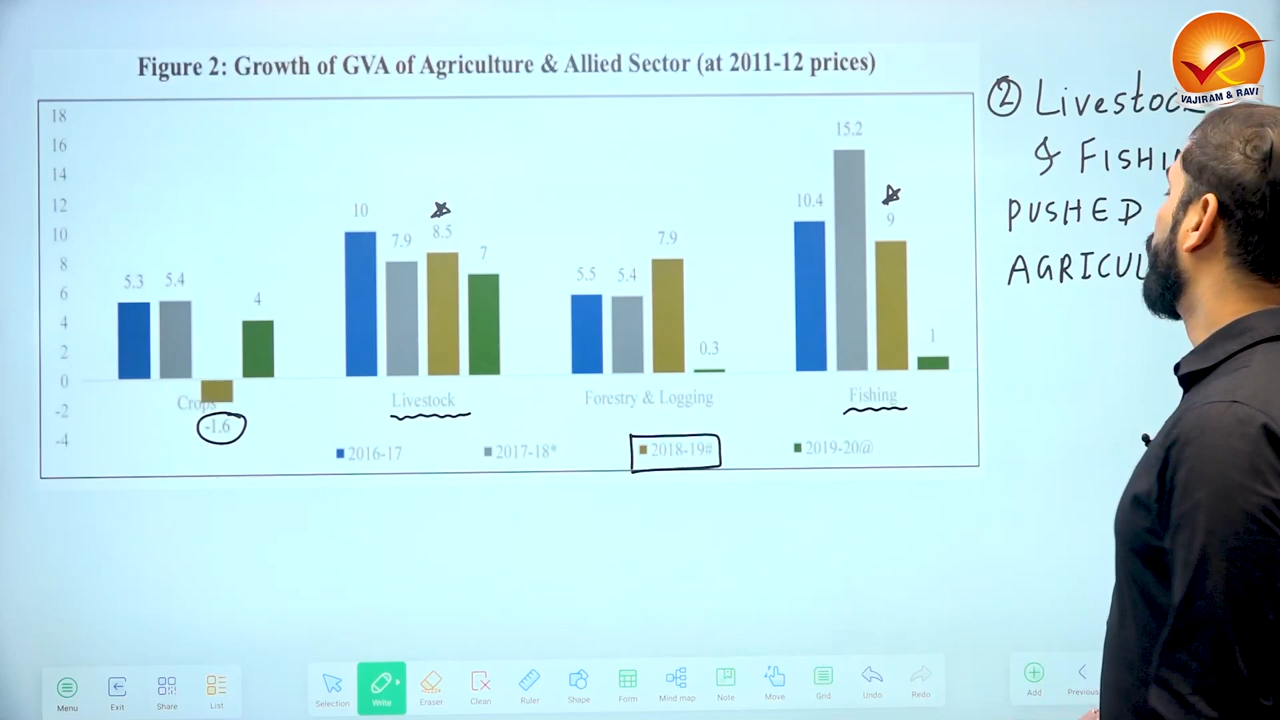 Figure 2: Growth of GVA of Agriculture & Allied Sector (at 2011-12 prices)
18
16
14
12
10
8
6
4
2
0
-2
-4
5.3
5.4
-1.6
4
Crops
10
7.9
8.5
7
Livestock
5.5
5.4
7.9
0.3
Forestry & Logging
10.4
15.2
9
1
Fishing
2016-17
2017-18*
2018-19#
2019-20@
2
& 
PUSHED
VAJIRAM & RAVI
Menu
Exit
Share
List
Selection
Write
Eraser
Clean
Ruler
Shape
Form
Mind map
Note
Move
Grid
Undo
Redo
Add
Previous